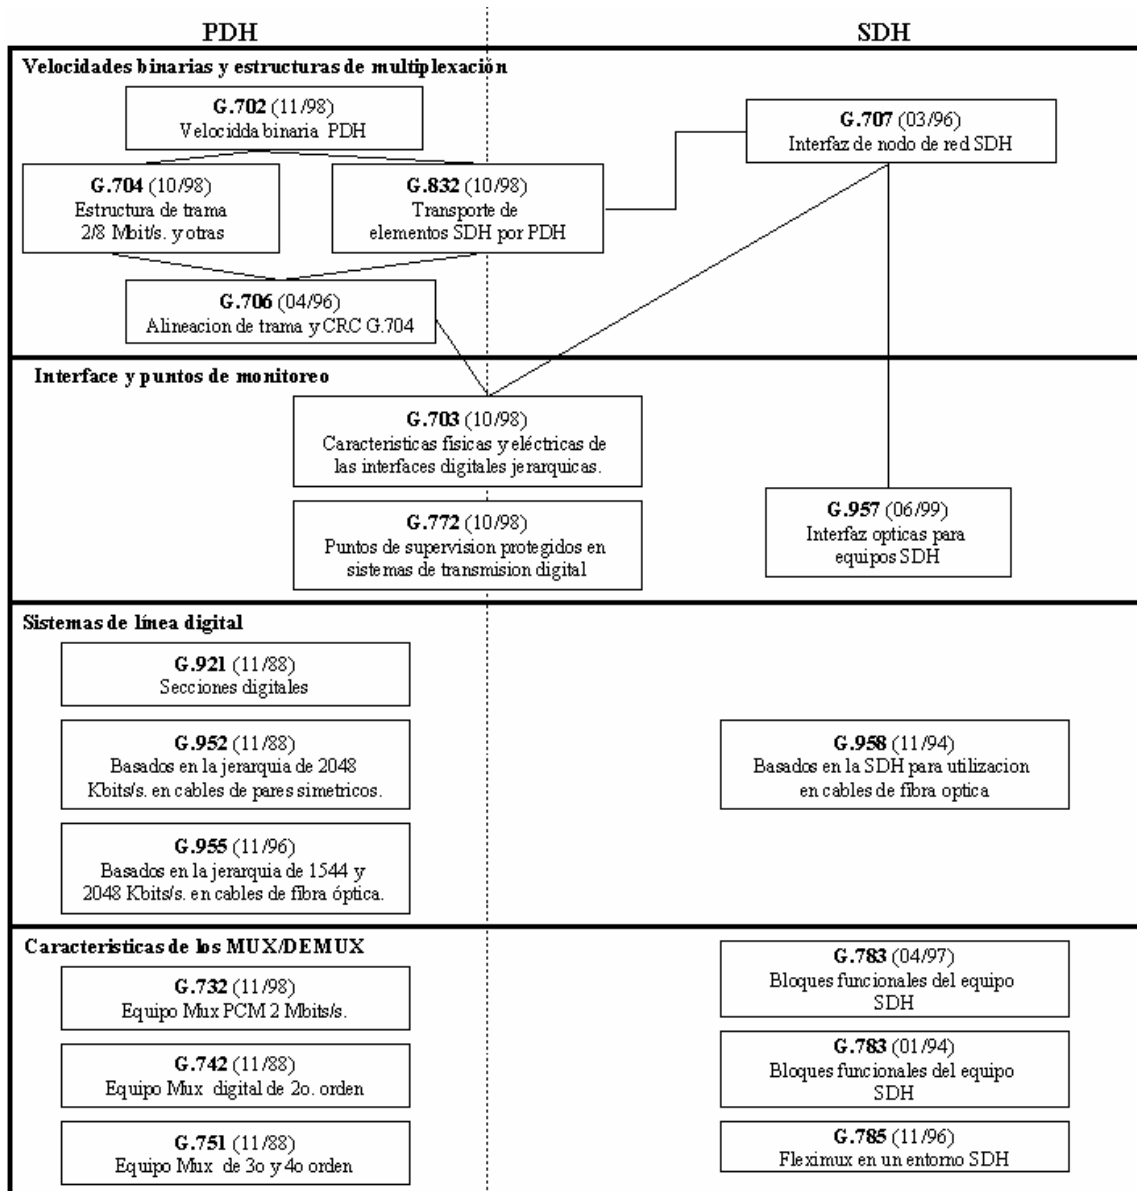 PDH
SDH
Velocidades binarias y estructuras de multiplexación
G.702 (11/98)
Velocidda binaria PDH
G.707 (03/96)
Interfaz de nodo de red SDH
G.704 (10/98)
Estructura de trama
2/8 Mbit/s. y otras
G.832 (10/98)
Transporte de
elementos SDH por PDH
G.706 (04/96)
Alineacion de trama y CRC G.704
Interface y puntos de monitoreo
G.703 (10/98)
Caracteristicas físicas y eléctricas de
las interfaces digitales jerarquicas.
G.772 (10/98)
Puntos de supervision protegidos en
sistemas de transmision digital
G.957 (06/99)
Interfaz opticas para
equipos SDH
Sistemas de línea digital
G.921 (11/88)
Secciones digitales
G.952 (11/88)
Basados en la jerarquia de 2048
Kbits/s. en cables de pares simetricos.
G.958 (11/94)
Basados en la SDH para utilizacion
en cables de fibra optica
G.955 (11/96)
Basados en la jerarquia de 1544 y
2048 Kbits/s. en cables de fibra óptica.
Caracteristicas de los MUX/DEMUX
G.732 (11/98)
Equipo Mux PCM 2 Mbits/s.
G.742 (11/88)
Equipo Mux digital de 2o. orden
G.751 (11/88)
Equipo Mux de 3o y 4o orden
G.783 (04/97)
Bloques funcionales del equipo
SDH
G.783 (01/94)
Bloques funcionales del equipo
SDH
G.785 (11/96)
Fleximux en un entorno SDH